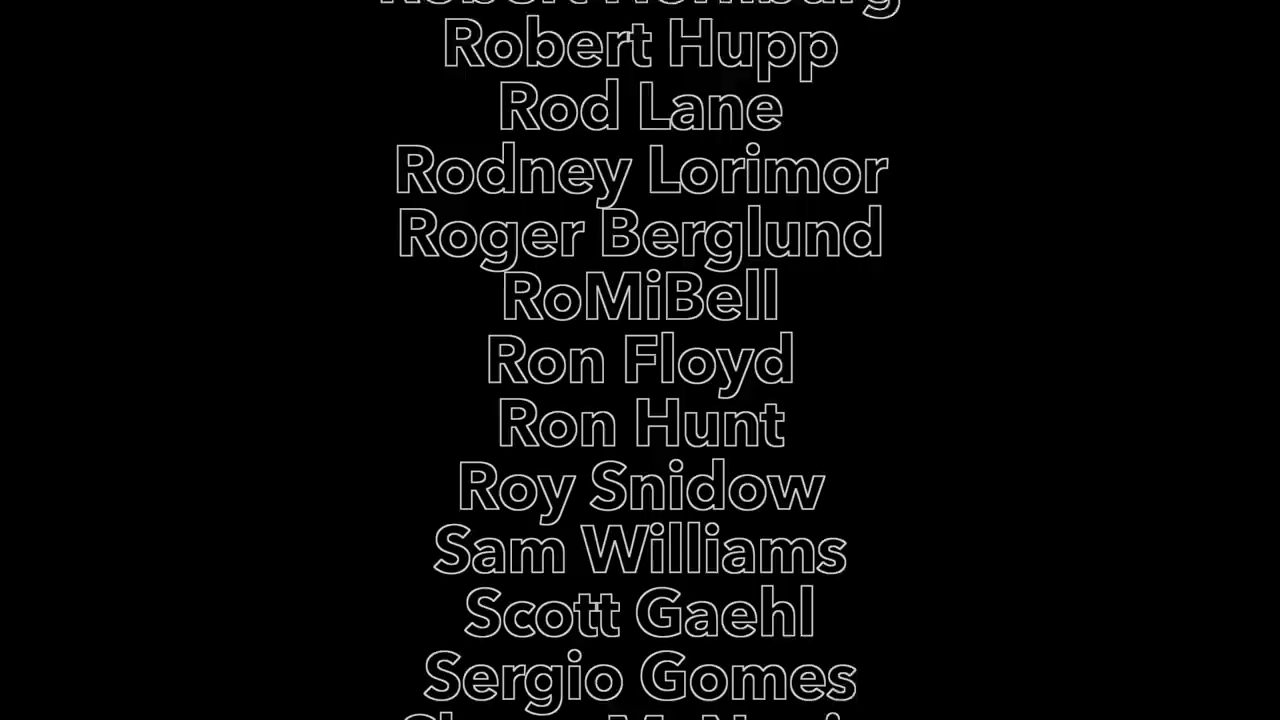 Robert
Robert Hupp
Rod Lane
Rodney Lorimor
Roger Berglund
RoMiBell
Ron Floyd
Ron Hunt
Roy Snidow
Sam Williams
Scott Gaehl
Sergio Gomes